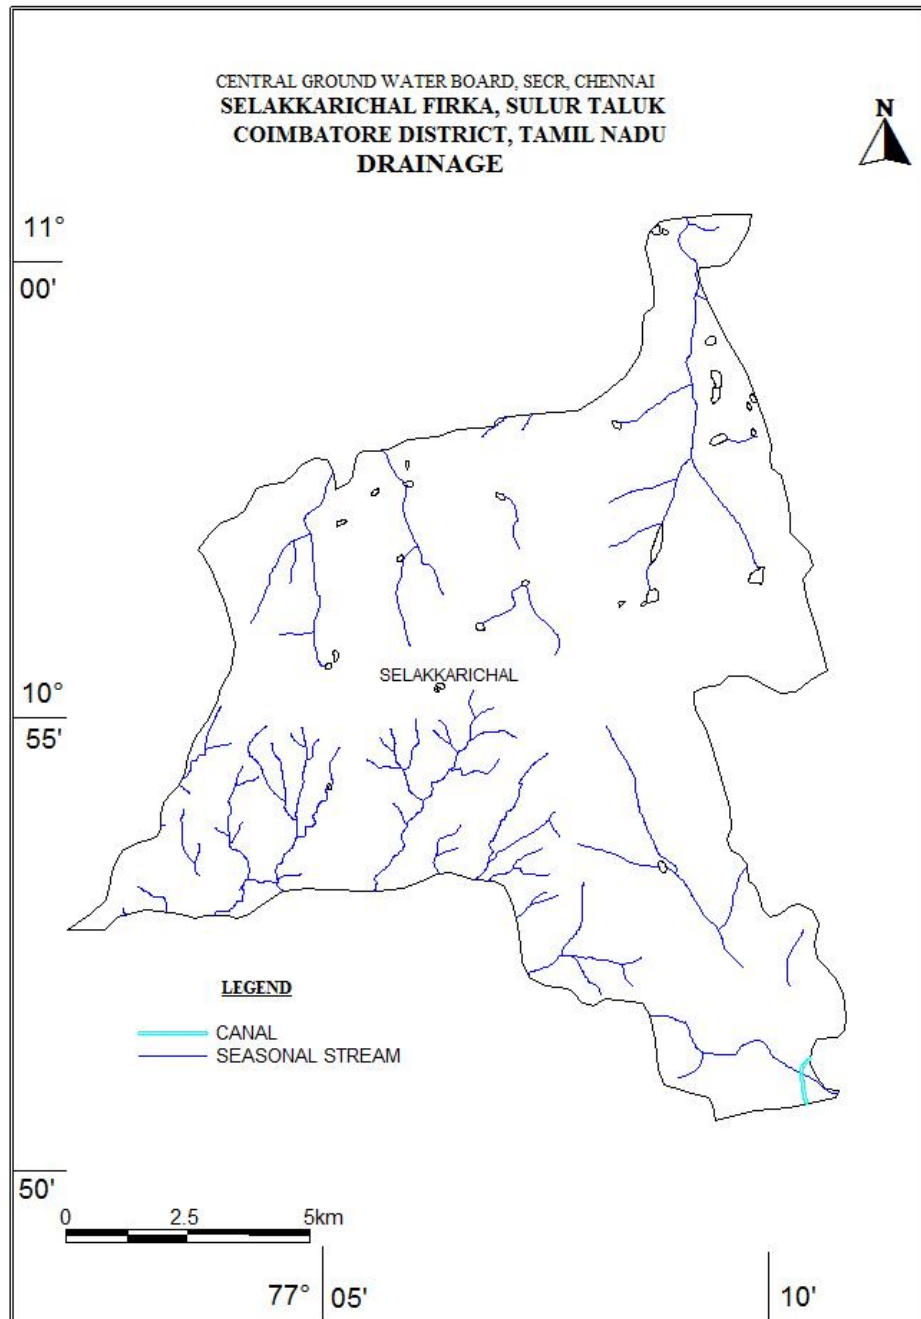 CENTRAL GROUND WATER BOARD, SECR, CHENNAI
SELAKKARICHAL FIRKA, SULUR TALUK
COIMBATORE DISTRICT, TAMIL NADU
DRAINAGE
N
11°
00'
SELAKKARICHAL
10°
55'
LEGEND
CANAL
SEASONAL STREAM
50'
0 2.5 5km
77° 05' 10'